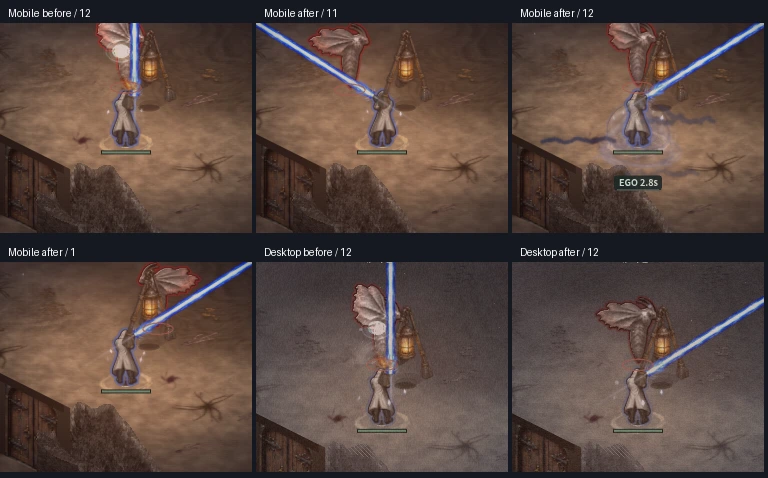 Mobile before / 12
Mobile after / 11
Mobile after / 12
EGO 2.8s
Mobile after / 1
Desktop before / 12
Desktop after / 12